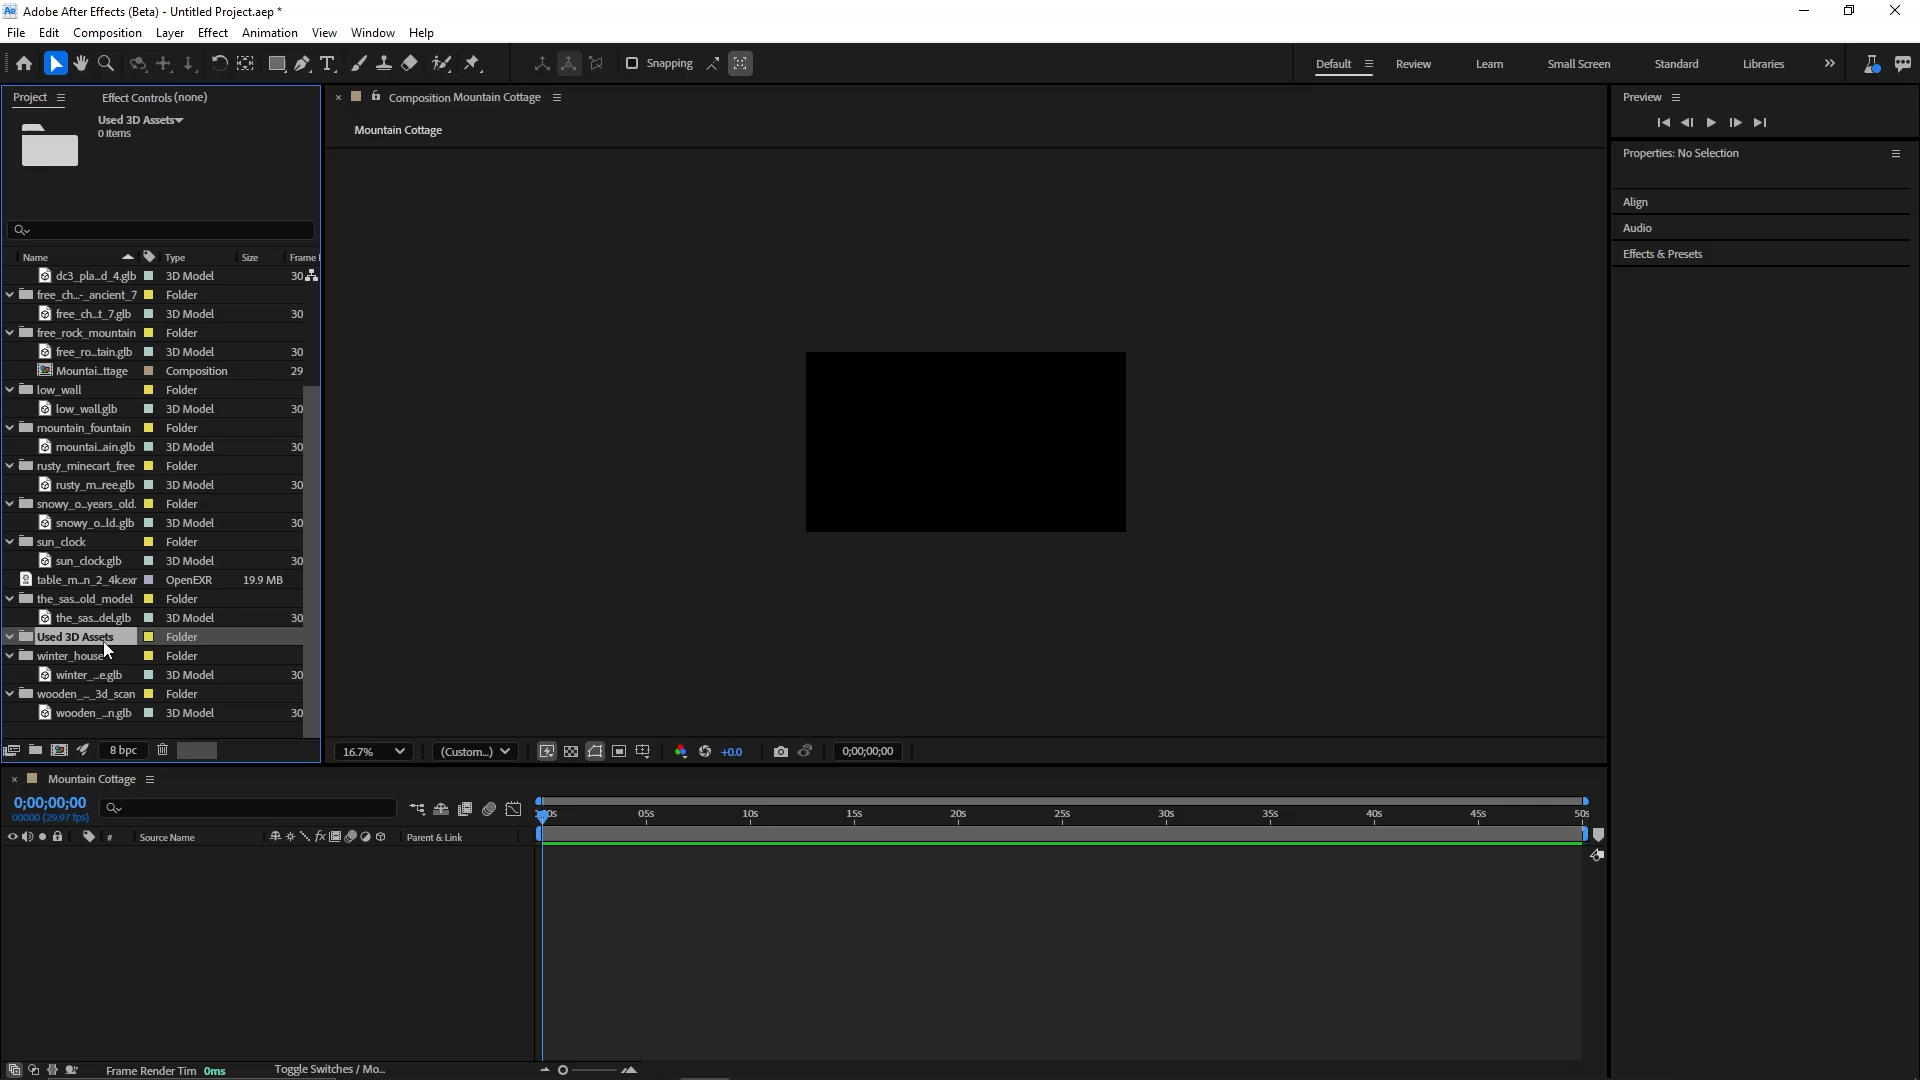 Ae Adobe After Effects (Beta) - Untitled Project.aep *
File Edit Composition Layer Effect Animation View Window Help
Snapping
Default Review Learn Small Screen Standard Libraries
Project Effect Controls (none)
Used 3D Assets
0 items
Composition Mountain Cottage
Mountain Cottage
Preview
Properties: No Selection
Align
Audio
Effects & Presets
Name Type Size Frame
dc3_pla...d_4.glb 3D Model 30
free_ch...-_ancient_7 Folder
free_ch...t_7.glb 3D Model 30
free_rock_mountain Folder
free_ro...tain.glb 3D Model 30
Mountai...ttage Composition 29
low_wall Folder
low_wall.glb 3D Model 30
mountain_fountain Folder
mountai...ain.glb 3D Model 30
rusty_minecart_free Folder
rusty_m...ree.glb 3D Model 30
snowy_o...years_old. Folder
snowy_o...ld..glb 3D Model 30
sun_clock Folder
sun_clock.glb 3D Model 30
table_m...n_2_4k.exr OpenEXR 19.9 MB
the_sas...old_model Folder
the_sas...del.glb 3D Model 30
Used 3D Assets Folder
winter_house Folder
winter_...e.glb 3D Model 30
wooden_..._3d_scan Folder
wooden_...n.glb 3D Model 30
8 bpc
16.7% (Custom...) +0.0 0;00;00;00
Mountain Cottage
0;00;00;00
00000 (29.97 fps)
05s 10s 15s 20s 25s 30s 35s 40s 45s 50s
# Source Name fx Parent & Link
Frame Render Tim 0ms Toggle Switches / Mo...